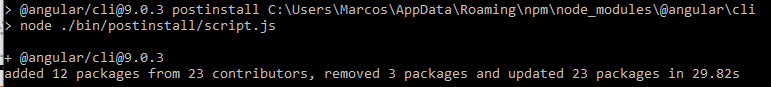 > @angular/cli@9.0.3 postinstall C:\Users\Marcos\AppData\Roaming\npm\node_modules\@angular\cli
> node ./bin/postinstall/script.js
+ @angular/cli@9.0.3
added 12 packages from 23 contributors, removed 3 packages and updated 23 packages in 29.82s